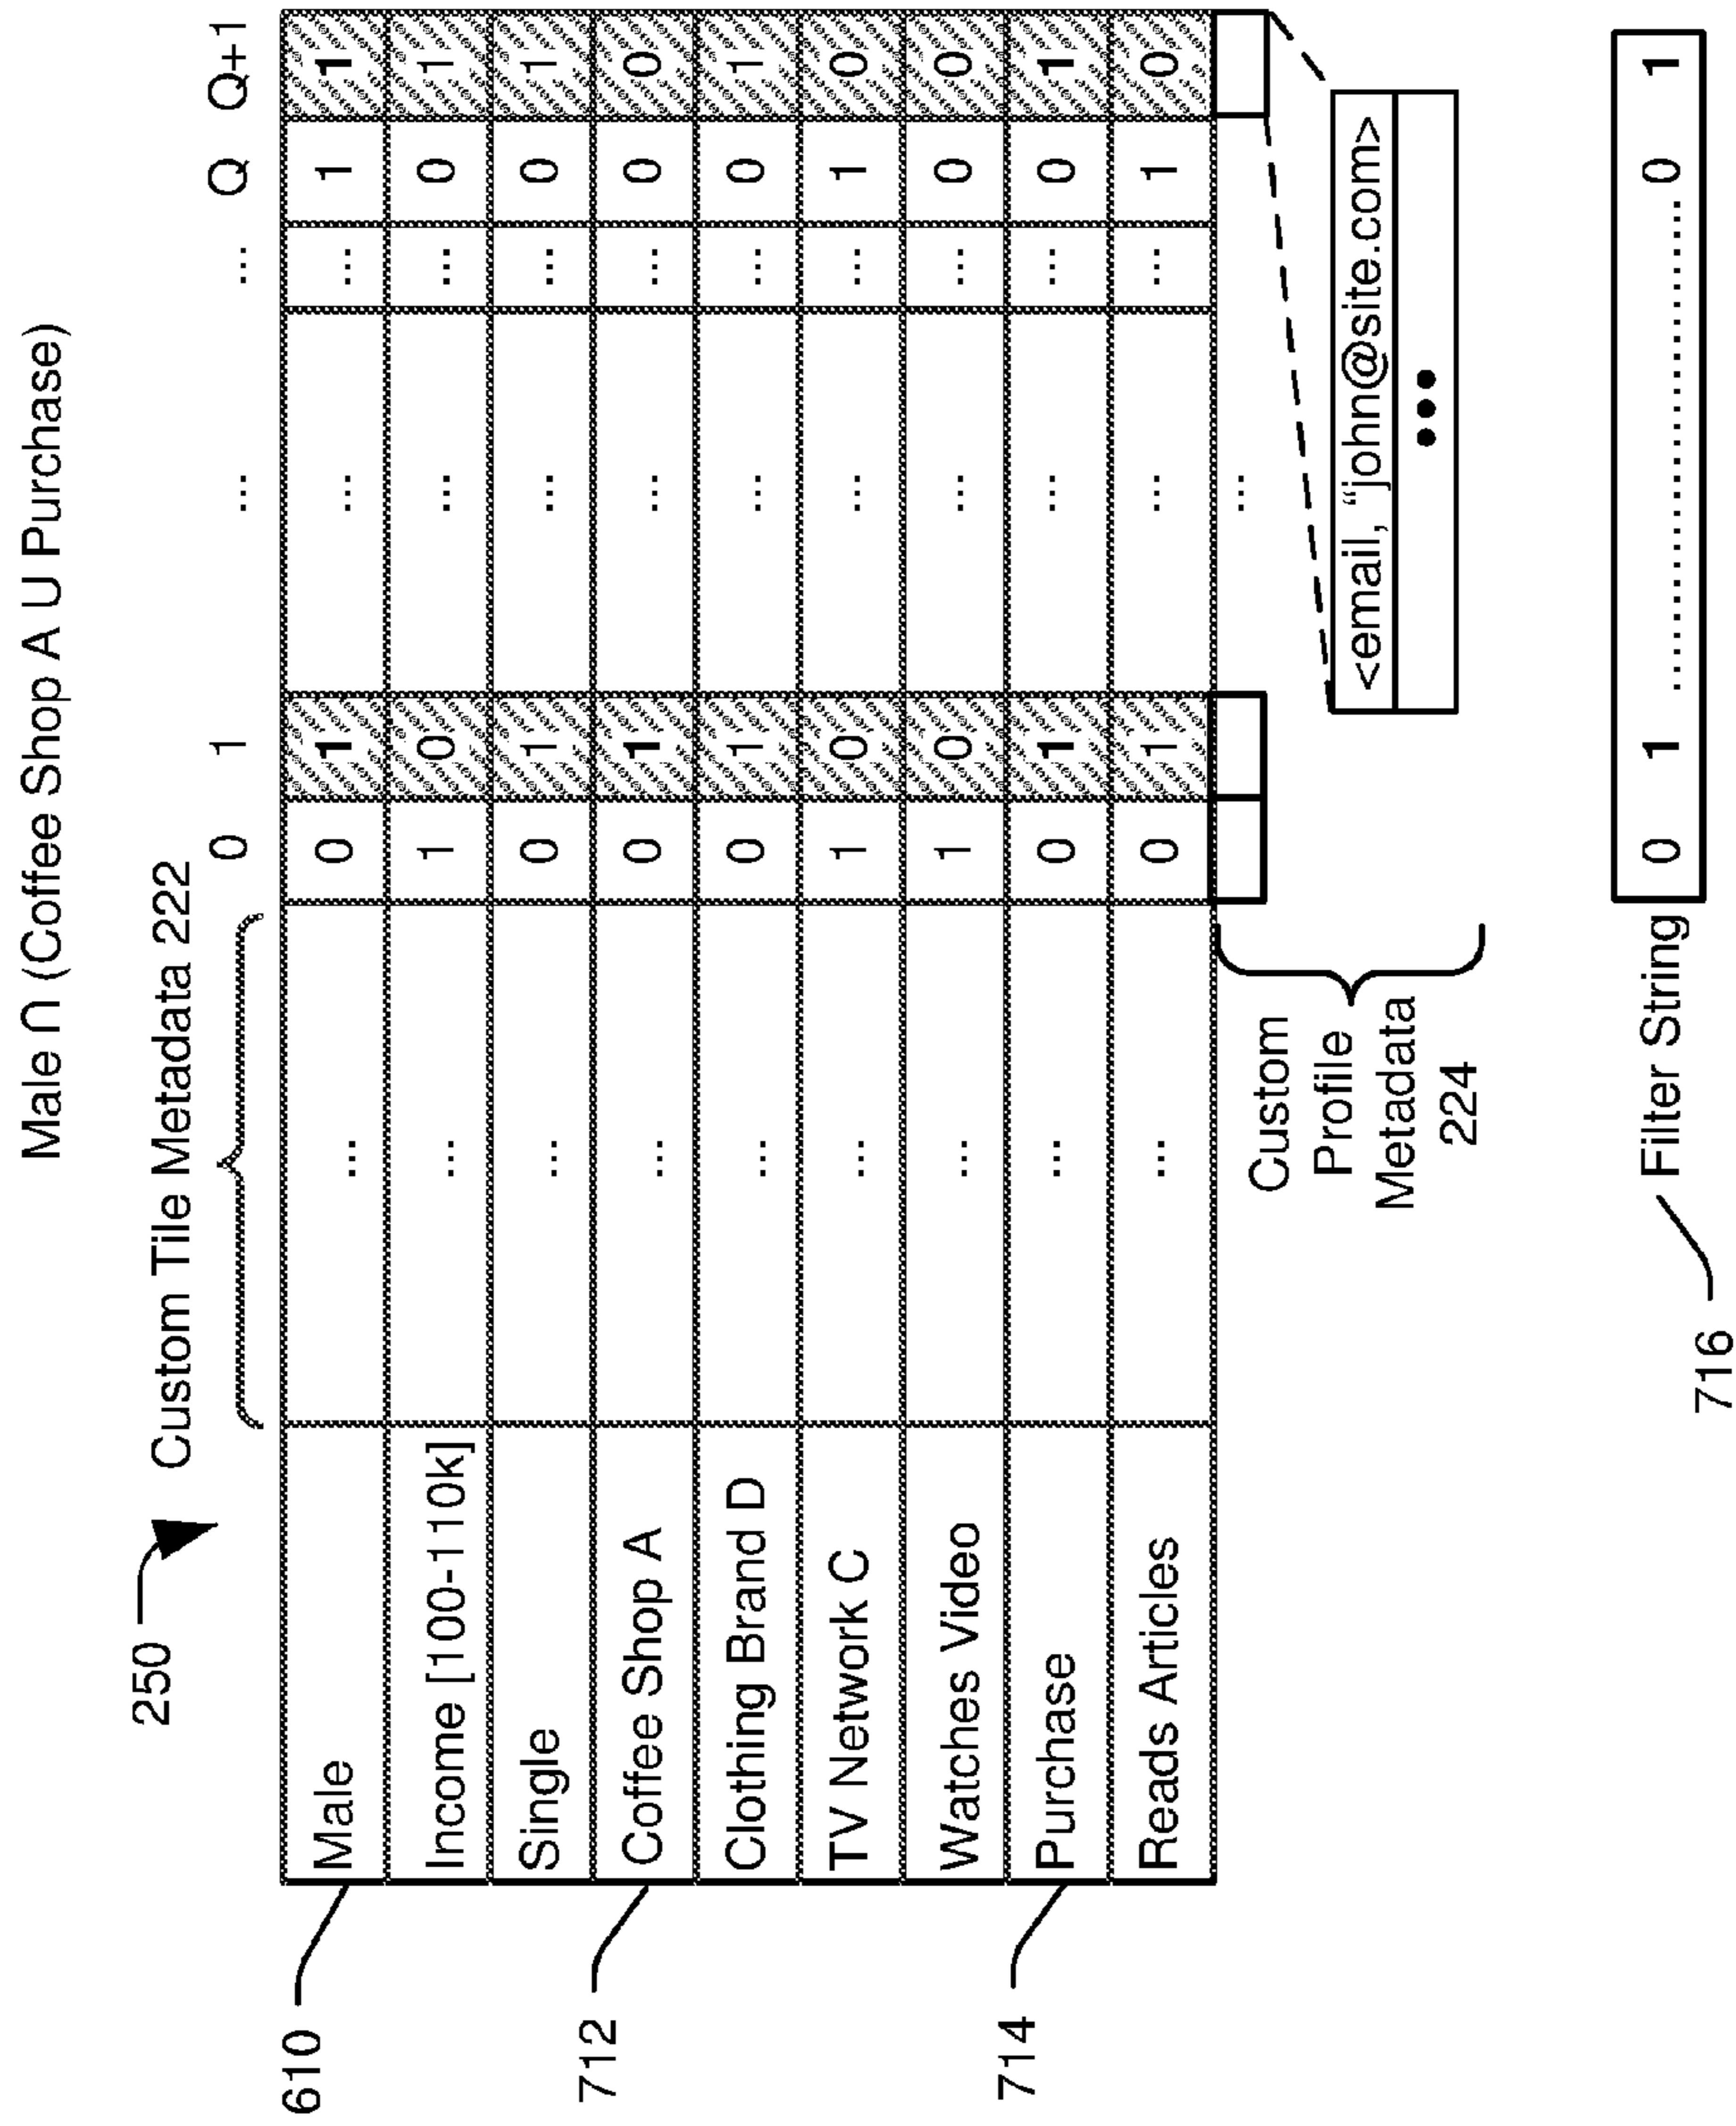 Male ∩ (Coffee Shop A U Purchase)
250
Custom Tile Metadata 222
0 1 ... ... Q Q+1
610
Male ... 0 1 ... ... 1 1
Income [100-110k] ... 1 0 ... ... 0 1
Single ... 0 1 ... ... 0 1
712
Coffee Shop A ... 0 1 ... ... 0 0
Clothing Brand D ... 0 1 ... ... 0 1
TV Network C ... 1 0 ... ... 1 0
Watches Video ... 1 0 ... ... 0 0
714
Purchase ... 0 1 ... ... 0 1
Reads Articles ... 0 1 ... ... 1 0
...
Custom
Profile
Metadata
224
<email, “john@site.com>
•••
716
Filter String
0 1 .............................. 0 1